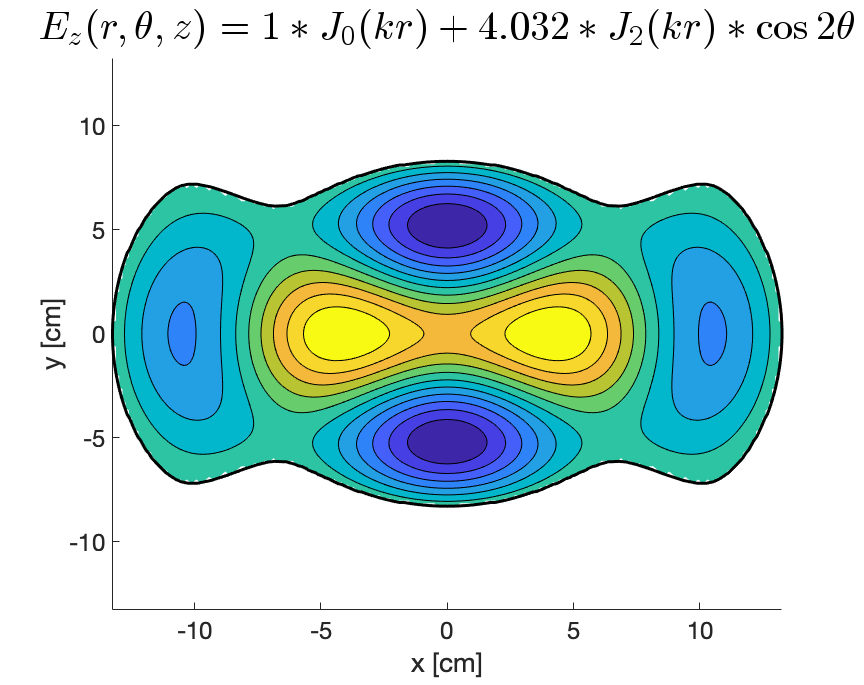 E_z(r, θ, z) = 1 * J_0(kr) + 4.032 * J_2(kr) * cos 2θ
10
5
0
-5
-10
y [cm]
-10 -5 0 5 10
x [cm]